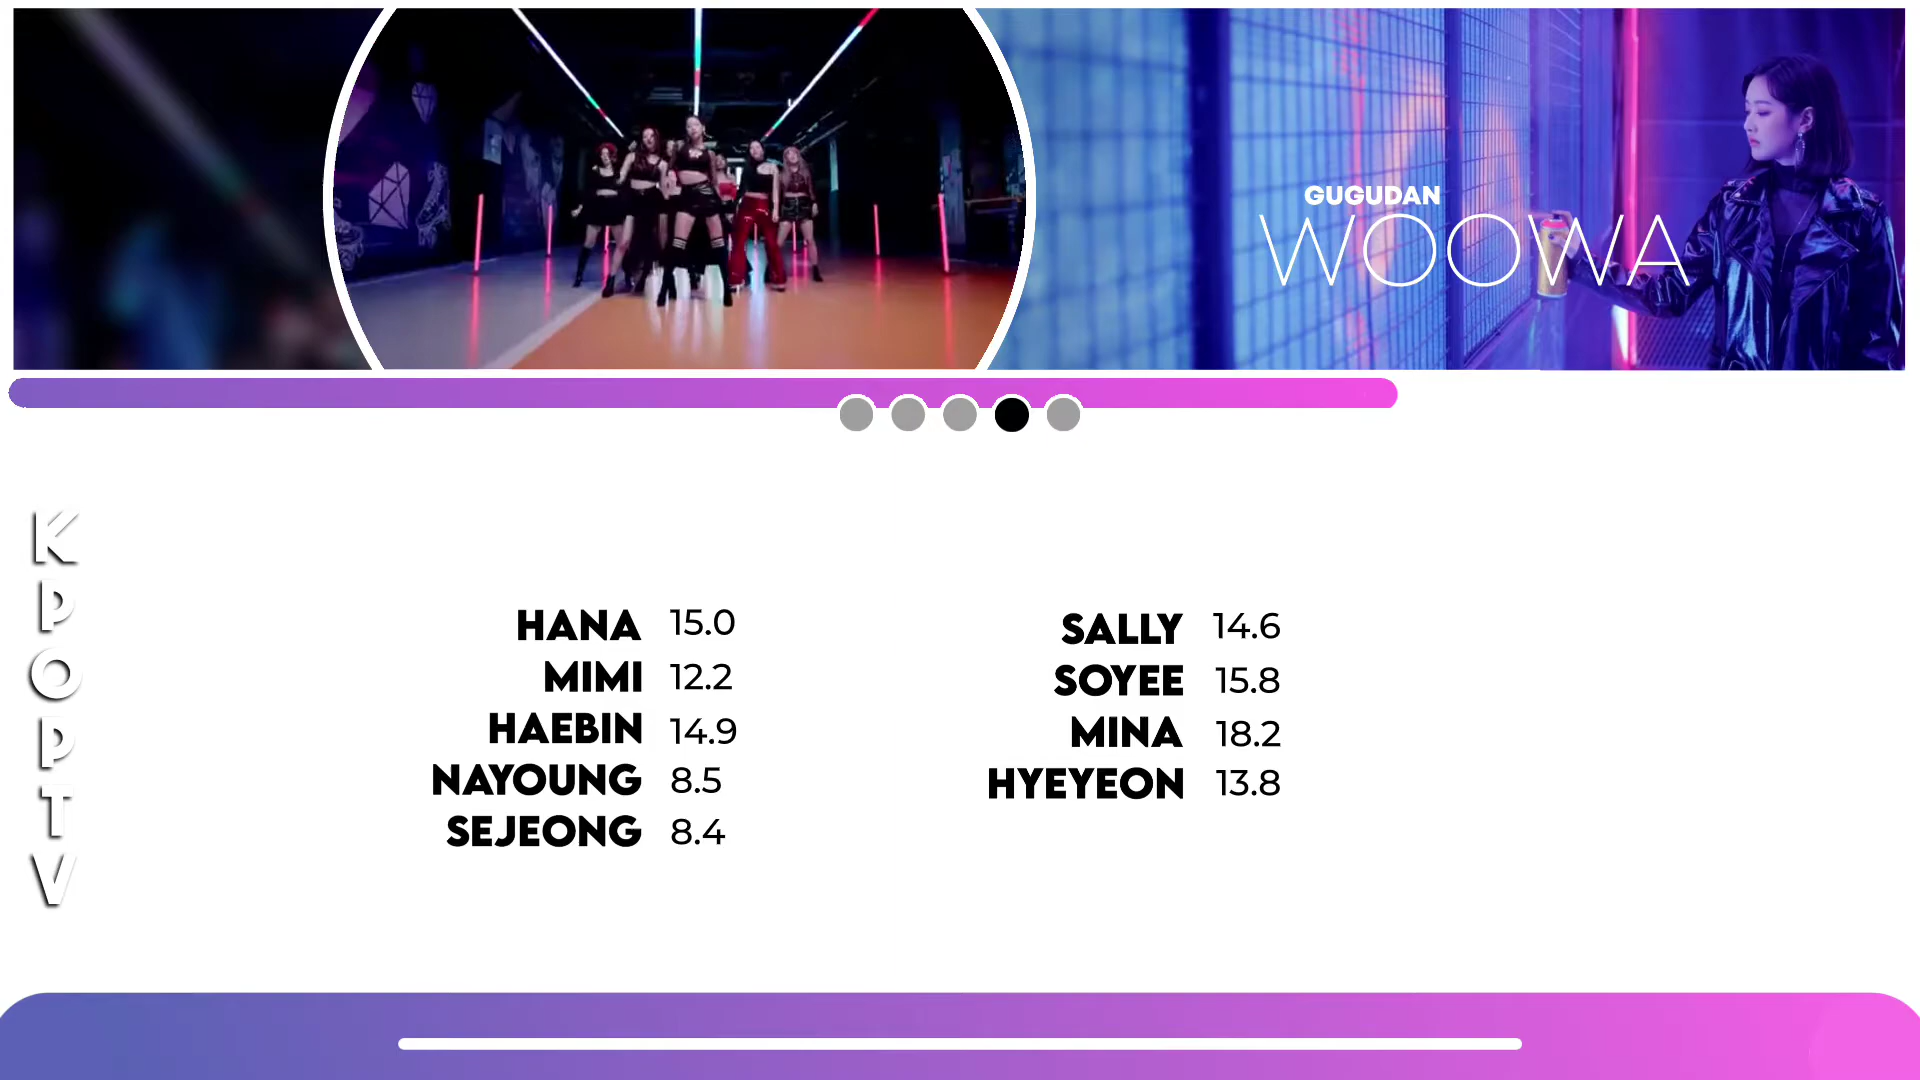 GUGUDAN
WOOWA
KPOPTV
HANA 15.0
MIMI 12.2
HAEBIN 14.9
NAYOUNG 8.5
SEJEONG 8.4
SALLY 14.6
SOYEE 15.8
MINA 18.2
HYEYEON 13.8